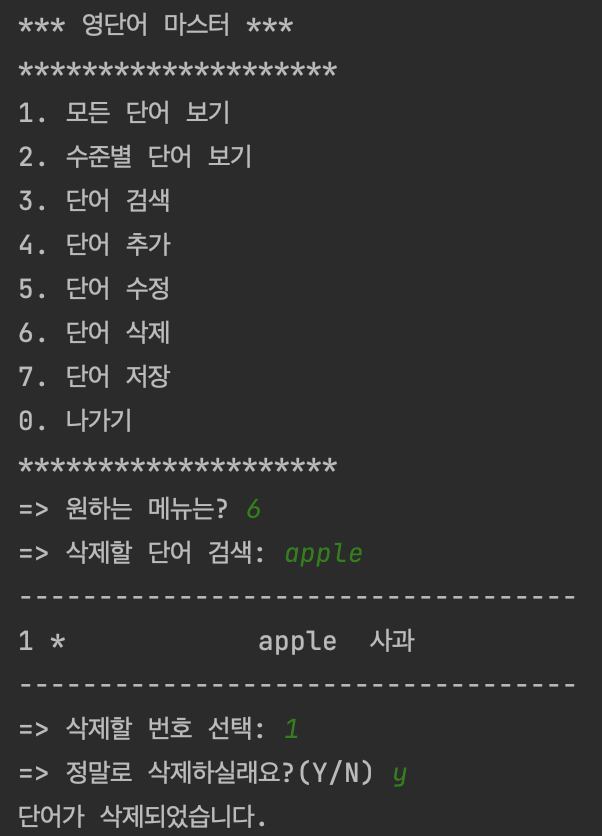 *** 영단어 마스터 ***
********************
1. 모든 단어 보기
2. 수준별 단어 보기
3. 단어 검색
4. 단어 추가
5. 단어 수정
6. 단어 삭제
7. 단어 저장
0. 나가기
********************
=> 원하는 메뉴는? 6
=> 삭제할 단어 검색: apple
-----------------------------------
1 *            apple  사과
-----------------------------------
=> 삭제할 번호 선택: 1
=> 정말로 삭제하실래요?(Y/N) y
단어가 삭제되었습니다.